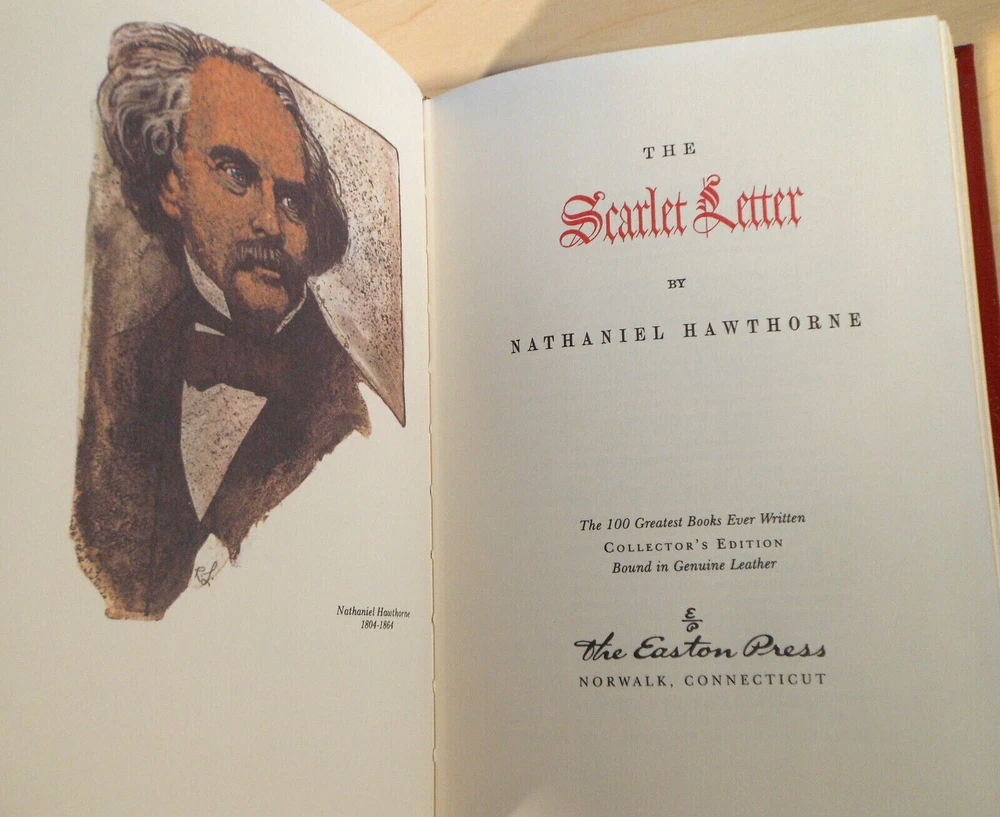 Nathaniel Hawthorne
1804-1864
THE
Scarlet Letter
BY
NATHANIEL HAWTHORNE
The 100 Greatest Books Ever Written
COLLECTOR'S EDITION
Bound in Genuine Leather
the Easton Press
NORWALK, CONNECTICUT